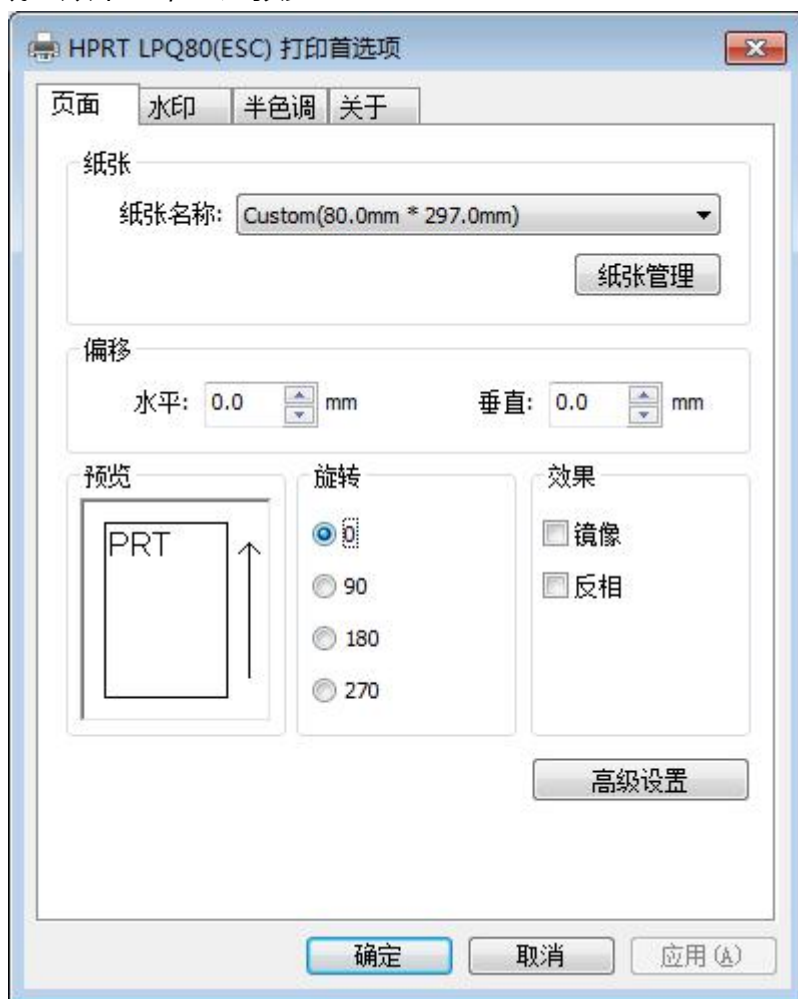 HPRT LPQ80(ESC) 打印首选项
页面 水印 半色调 关于
纸张
纸张名称: Custom(80.0mm * 297.0mm)
纸张管理
偏移
水平: 0.0 mm 垂直: 0.0 mm
预览 旋转 效果
PRT
0 镜像
90 反相
180
270
高级设置
确定 取消 应用(A)